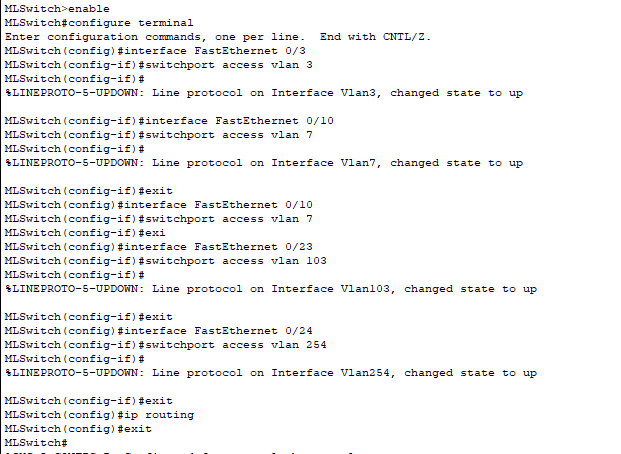 MLSwitch>enable
MLSwitch#configure terminal
Enter configuration commands, one per line.  End with CNTL/Z.
MLSwitch(config)#interface FastEthernet 0/3
MLSwitch(config-if)#switchport access vlan 3
MLSwitch(config-if)#
%LINEPROTO-5-UPDOWN: Line protocol on Interface Vlan3, changed state to up
MLSwitch(config-if)#interface FastEthernet 0/10
MLSwitch(config-if)#switchport access vlan 7
MLSwitch(config-if)#
%LINEPROTO-5-UPDOWN: Line protocol on Interface Vlan7, changed state to up
MLSwitch(config-if)#exit
MLSwitch(config)#interface FastEthernet 0/10
MLSwitch(config-if)#switchport access vlan 7
MLSwitch(config-if)#exi
MLSwitch(config)#interface FastEthernet 0/23
MLSwitch(config-if)#switchport access vlan 103
MLSwitch(config-if)#
%LINEPROTO-5-UPDOWN: Line protocol on Interface Vlan103, changed state to up
MLSwitch(config-if)#exit
MLSwitch(config)#interface FastEthernet 0/24
MLSwitch(config-if)#switchport access vlan 254
MLSwitch(config-if)#
%LINEPROTO-5-UPDOWN: Line protocol on Interface Vlan254, changed state to up
MLSwitch(config-if)#exit
MLSwitch(config)#ip routing
MLSwitch(config)#exit
MLSwitch#